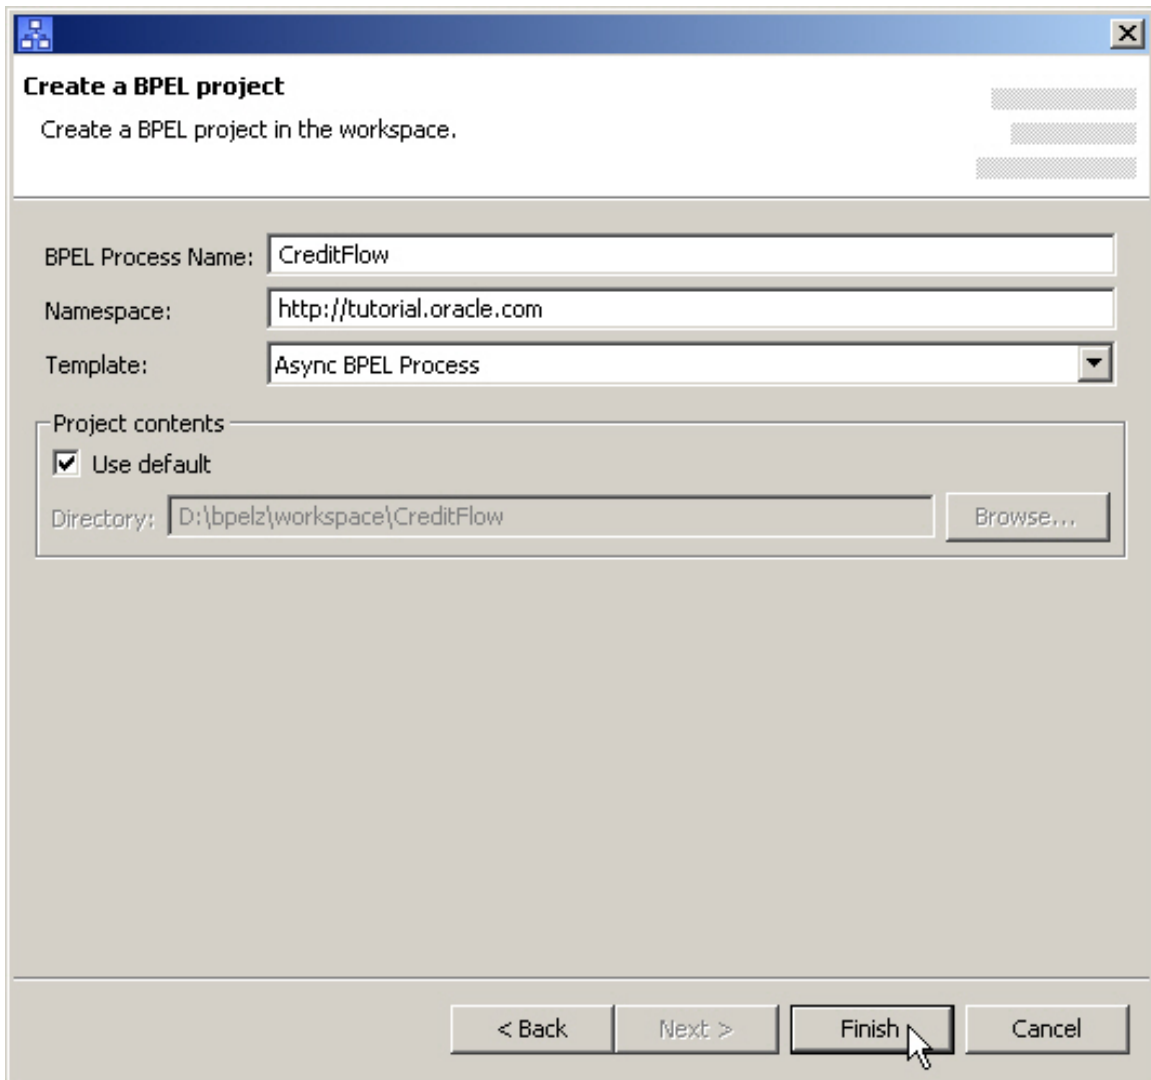 Create a BPEL project
Create a BPEL project in the workspace.
BPEL Process Name: CreditFlow
Namespace: http://tutorial.oracle.com
Template: Async BPEL Process
Project contents
Use default
Directory: D:\bpelz\workspace\CreditFlow Browse...
< Back Next > Finish Cancel